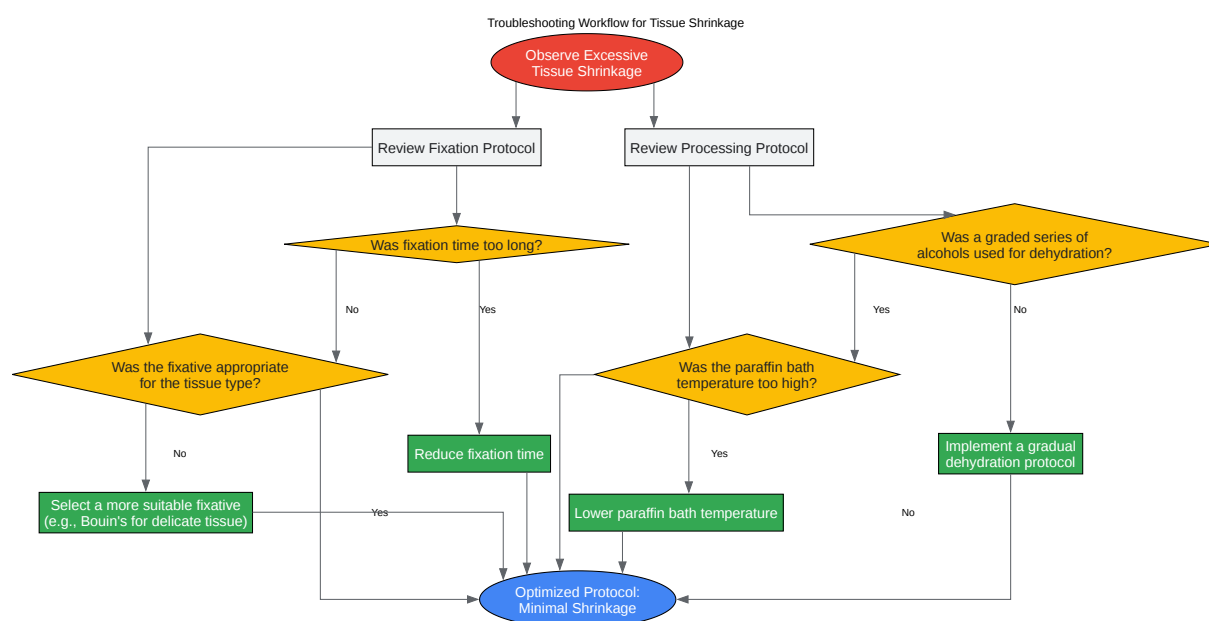 Troubleshooting Workflow for Tissue Shrinkage
Observe Excessive
Tissue Shrinkage
Review Fixation Protocol
Review Processing Protocol
Was fixation time too long?
Was a graded series of
alcohols used for dehydration?
No
Yes
Yes
No
Was the fixative appropriate
for the tissue type?
Was the paraffin bath
temperature too high?
No
Reduce fixation time
Yes
Implement a gradual
dehydration protocol
Select a more suitable fixative
(e.g., Bouin's for delicate tissue)
Yes
Lower paraffin bath temperature
No
Optimized Protocol:
Minimal Shrinkage